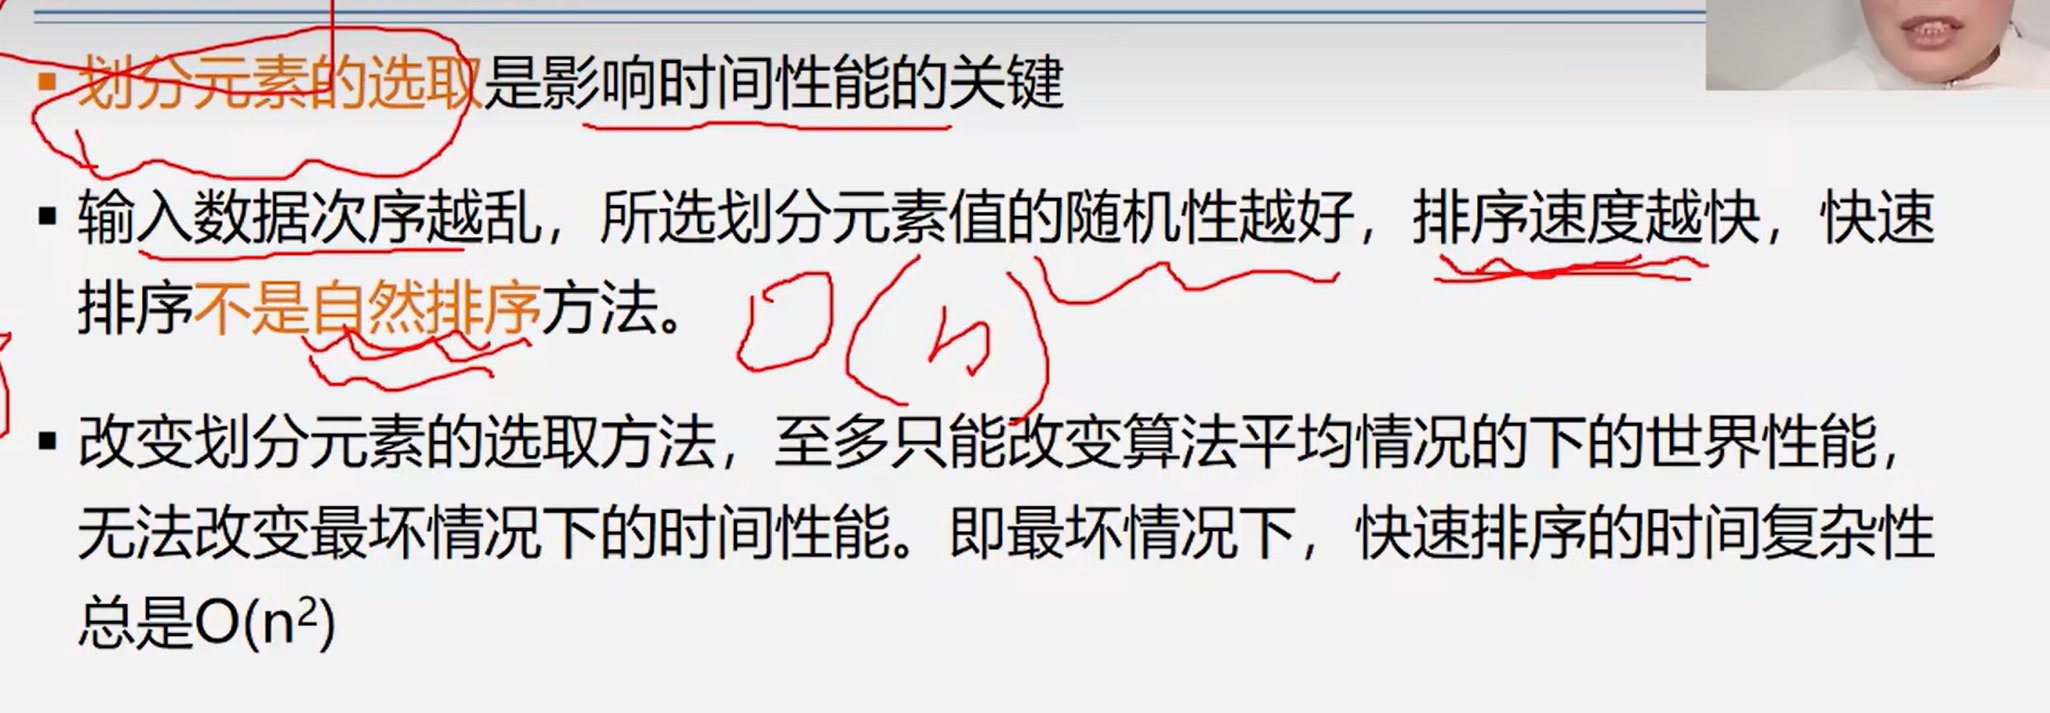 划分元素的选取是影响时间性能的关键
输入数据次序越乱，所选划分元素值的随机性越好，排序速度越快，快速
排序不是自然排序方法。
O(n)
改变划分元素的选取方法，至多只能改变算法平均情况的下的世界性能，
无法改变最坏情况下的时间性能。即最坏情况下，快速排序的时间复杂性
总是O(n²)